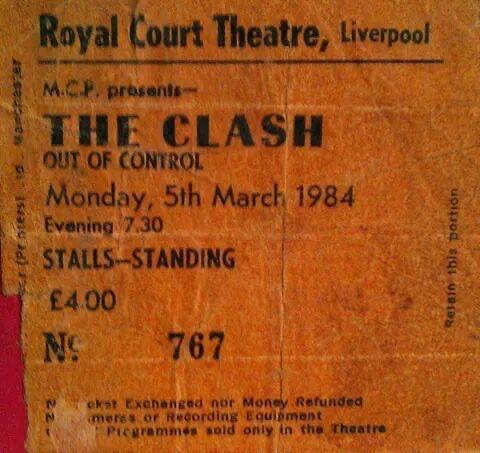 Royal Court Theatre, Liverpool
M.C.P. presents—
THE CLASH
OUT OF CONTROL
Monday, 5th March 1984
Evening 7.30
STALLS—STANDING
£4.00
Nº 767
Exchanged nor Money Refunded
or Recording Equipment
Programmes sold only in the Theatre
Retain this portion
(Printers) Manchester